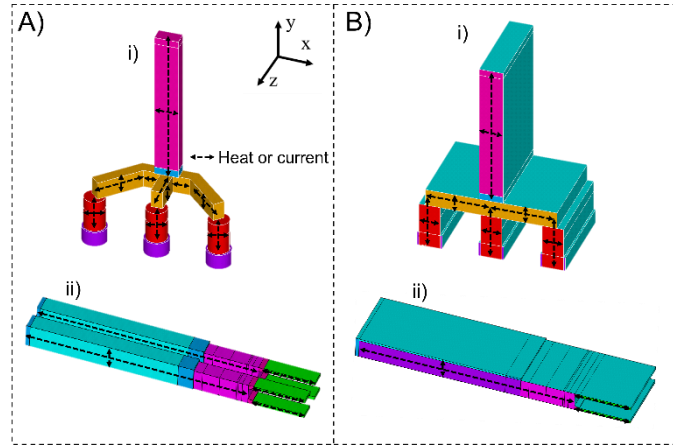 A)
i)
y
x
z
Heat or current
ii)
B)
i)
ii)